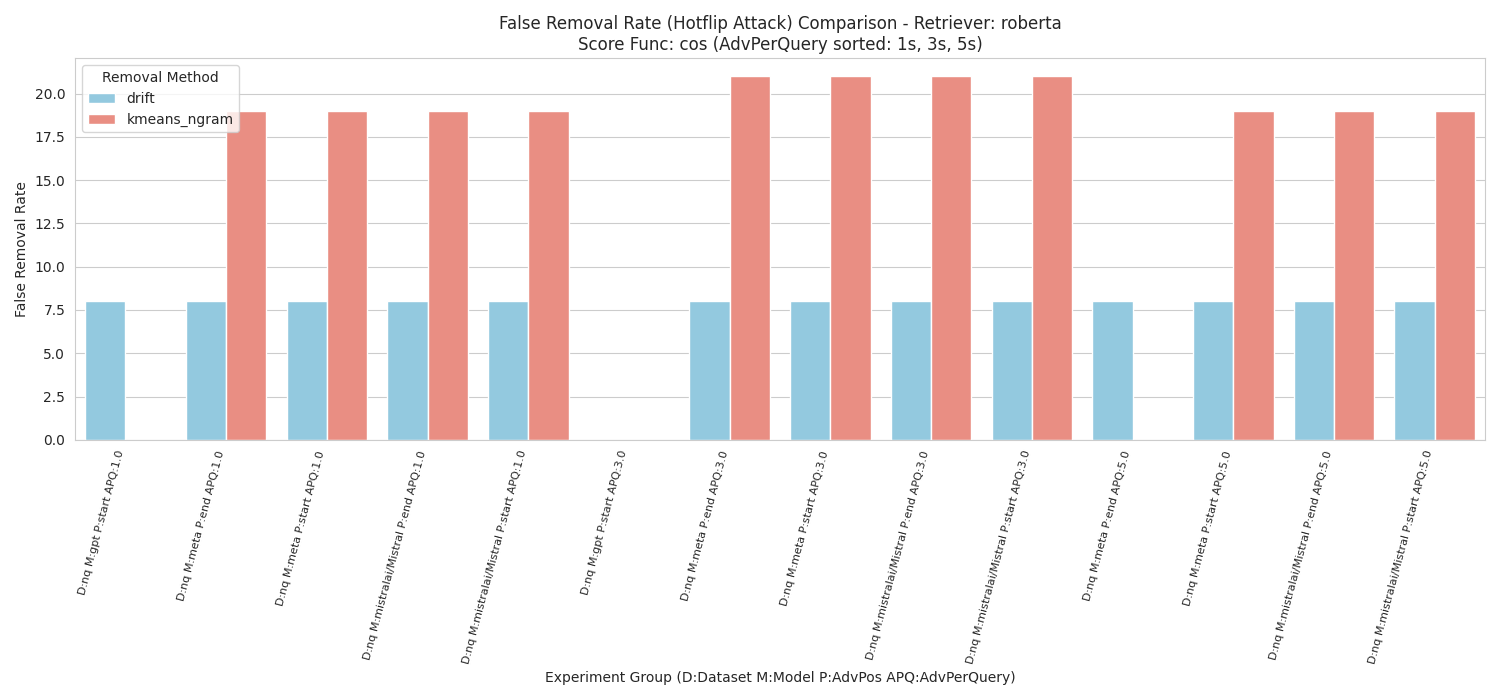 False Removal Rate (Hotflip Attack) Comparison - Retriever: roberta
Score Func: cos (AdvPerQuery sorted: 1s, 3s, 5s)
Removal Method
drift
kmeans_ngram
False Removal Rate
20.0
17.5
15.0
12.5
10.0
7.5
5.0
2.5
0.0
D:nq M:gpt P:start APQ:1.0
D:nq M:meta P:end APQ:1.0
D:nq M:meta P:start APQ:1.0
D:nq M:mistralai/Mistral P:end APQ:1.0
D:nq M:mistralai/Mistral P:start APQ:1.0
D:nq M:gpt P:start APQ:3.0
D:nq M:meta P:end APQ:3.0
D:nq M:meta P:start APQ:3.0
D:nq M:mistralai/Mistral P:end APQ:3.0
D:nq M:mistralai/Mistral P:start APQ:3.0
D:nq M:meta P:end APQ:5.0
D:nq M:meta P:start APQ:5.0
D:nq M:mistralai/Mistral P:end APQ:5.0
D:nq M:mistralai/Mistral P:start APQ:5.0
Experiment Group (D:Dataset M:Model P:AdvPos APQ:AdvPerQuery)